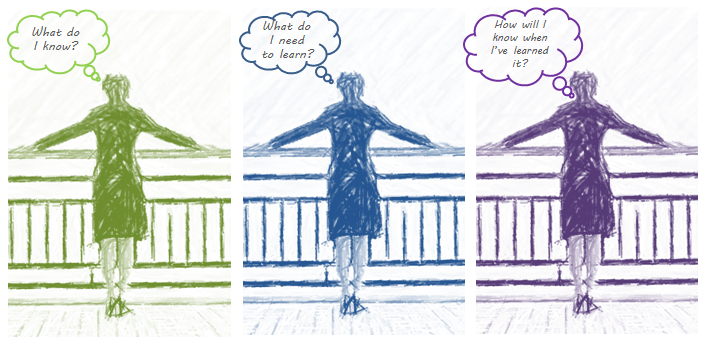 What do
I know?
What do
I need
to learn?
How will I
know when
I've learned
it?